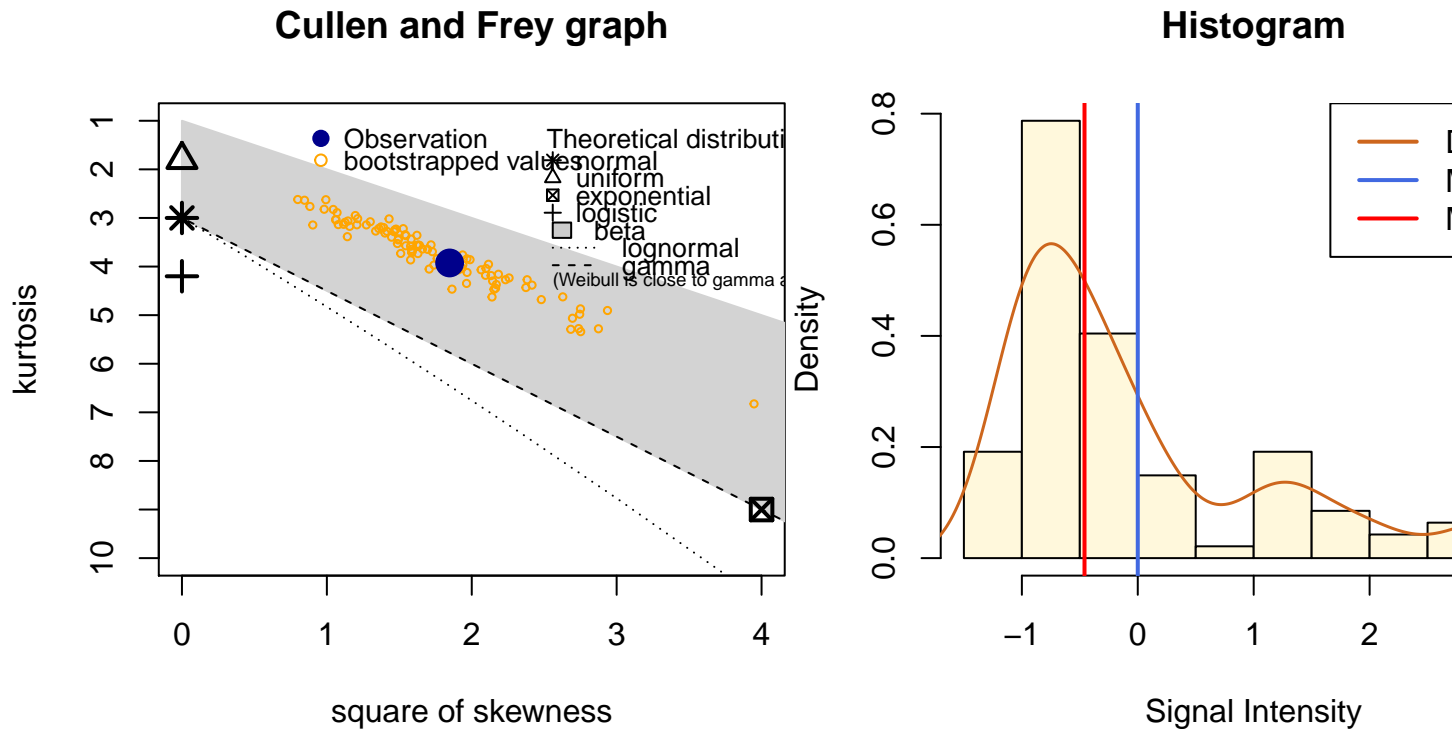 Cullen and Frey graph
kurtosis
1
2
3
4
5
6
7
8
10
Observation
bootstrapped values
Theoretical distributi
normal
uniform
exponential
logistic
beta
lognormal
gamma
(Weibull is close to gamma a
0 1 2 3 4
square of skewness
Histogram
Density
0.8
0.6
0.4
0.2
0.0
D
M
M
−1 0 1 2
Signal Intensity